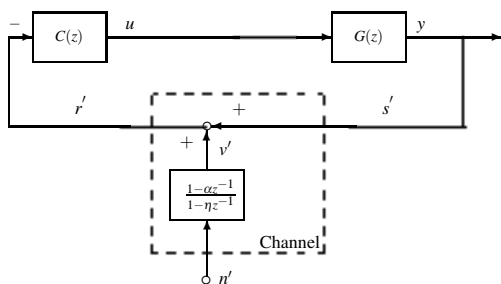 − C(z) u G(z) y
r′ + s′
+ v′
1−αz⁻¹
1−ηz⁻¹
Channel
n′